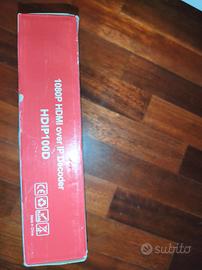 1080P HDMI over IP Decoder
HDIP100D
subito